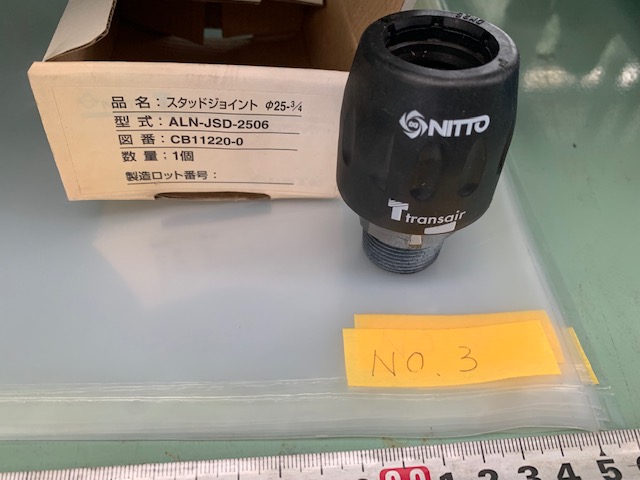 品 名：スタッドジョイント φ25-¾
型 式：ALN-JSD-2506
図 番：CB11220-0
数 量：1個
製造ロット番号：
NITTO
Transair
NO. 3
1 2 3 4 5